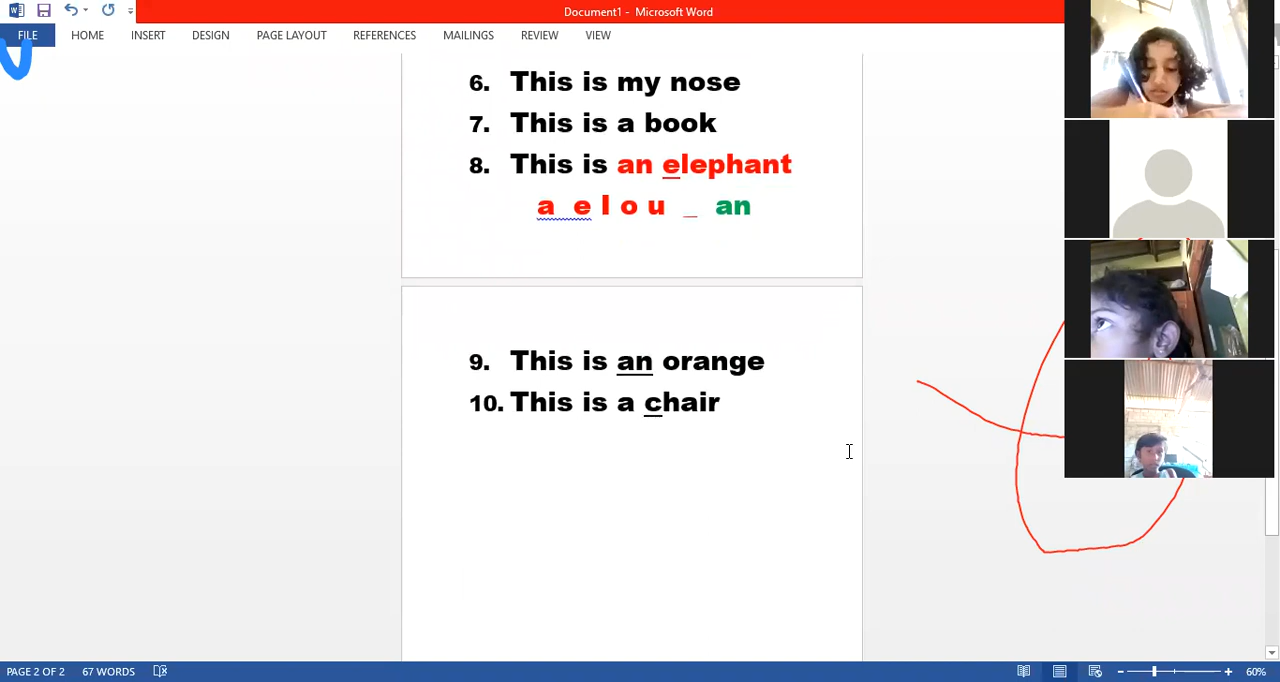 Document1 - Microsoft Word
FILE HOME INSERT DESIGN PAGE LAYOUT REFERENCES MAILINGS REVIEW VIEW
6. This is my nose
7. This is a book
8. This is an elephant
a e I o u _ an
9. This is an orange
10. This is a chair
PAGE 2 OF 2 67 WORDS 60%